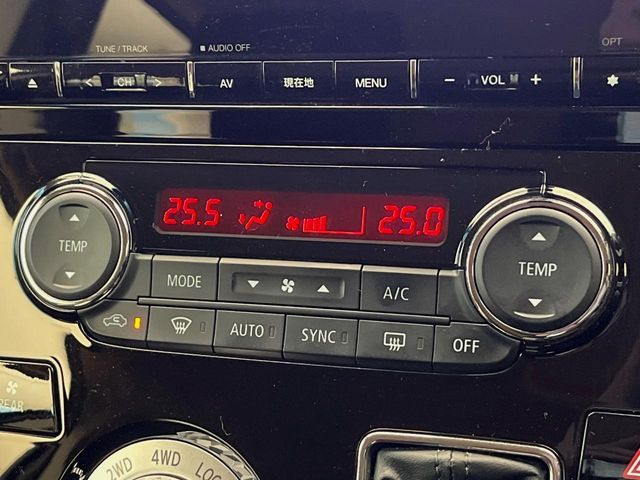 TUNE / TRACK AUDIO OFF OPT
< CH > AV 現在地 MENU − VOL +
25.5 25.0
TEMP MODE A/C TEMP
AUTO SYNC OFF
REAR
2WD 4WD LOC